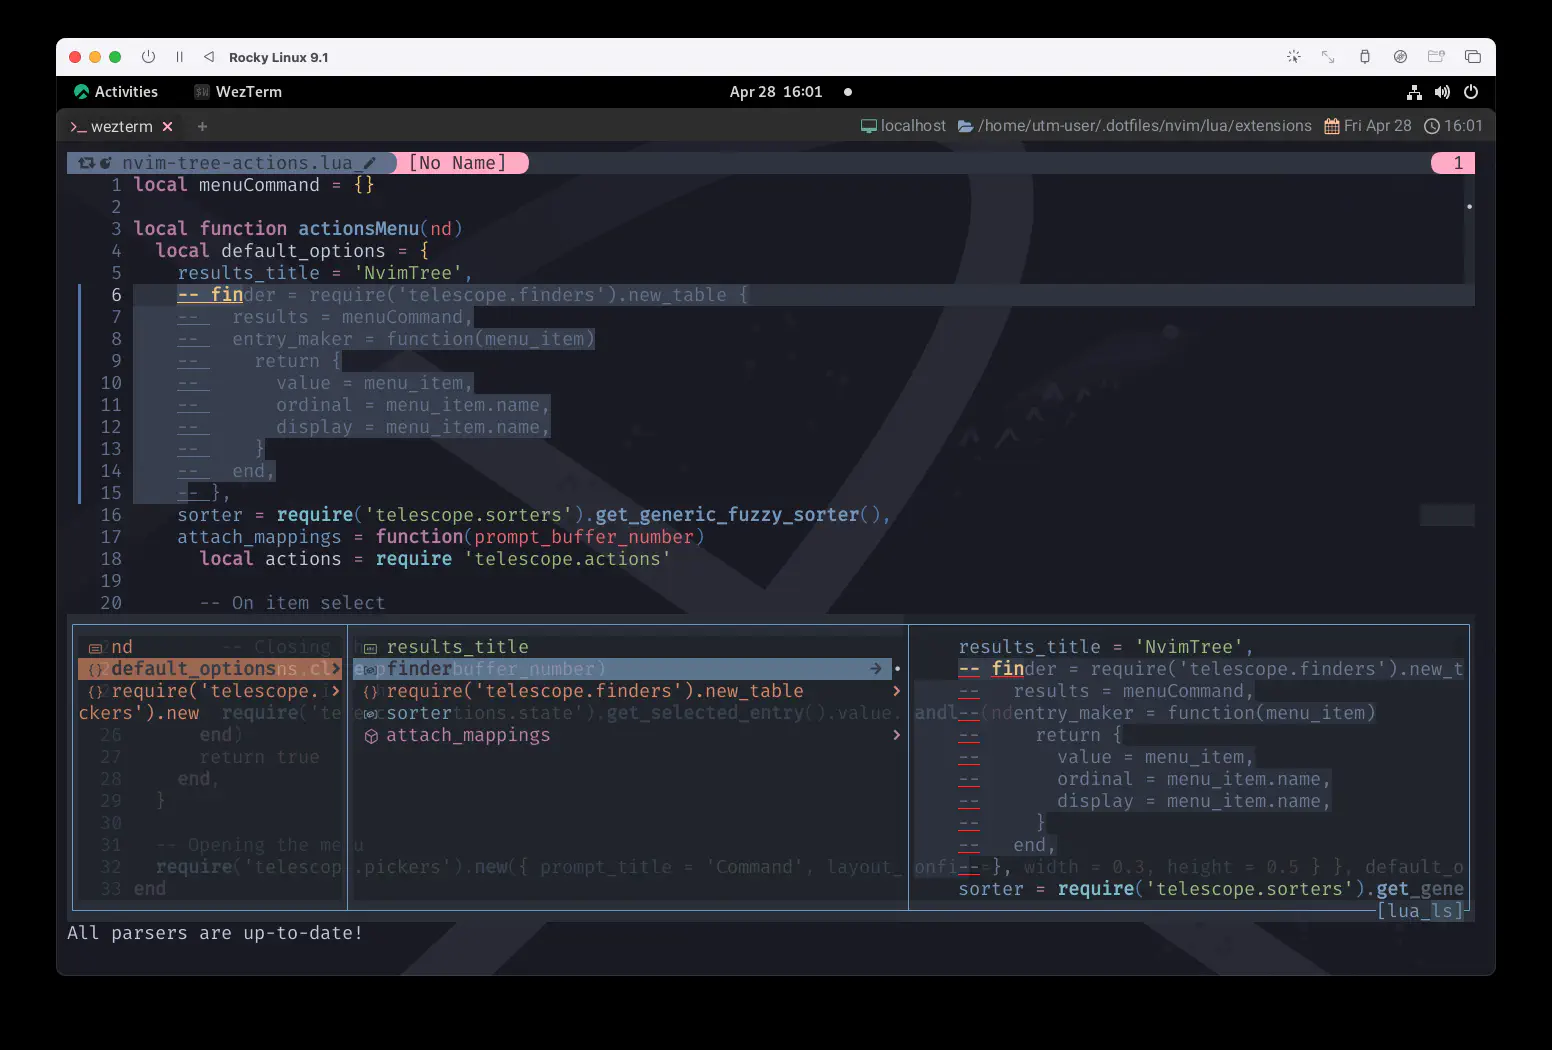 Rocky Linux 9.1
Activities WezTerm Apr 28 16:01
>_ wezterm × + localhost /home/utm-user/.dotfiles/nvim/lua/extensions Fri Apr 28 16:01
nvim-tree-actions.lua [No Name] 1
1 local menuCommand = {}
2
3 local function actionsMenu(nd)
4 local default_options = {
5 results_title = 'NvimTree',
6 -- finder = require('telescope.finders').new_table {
7 -- results = menuCommand,
8 -- entry_maker = function(menu_item)
9 -- return {
10 -- value = menu_item,
11 -- ordinal = menu_item.name,
12 -- display = menu_item.name,
13 -- }
14 -- end,
15 -- },
16 sorter = require('telescope.sorters').get_generic_fuzzy_sorter(),
17 attach_mappings = function(prompt_buffer_number)
18 local actions = require 'telescope.actions'
19
20 -- On item select
nd -- Closing
default_options
{} require('telescope.
ckers').new
results_title
finder buffer_number)
{} require('telescope.finders').new_table
sorter
attach_mappings
require('te tions.state').get_selected_entry().value.
26 end)
27 return true
28 end,
29 }
30
31 -- Opening the me u
32 require('telescop .pickers').new({ prompt_title = 'Command', layout_ onfi
33 end
results_title = 'NvimTree',
-- finder = require('telescope.finders').new_t
-- results = menuCommand,
-- entry_maker = function(menu_item)
-- return {
-- value = menu_item,
-- ordinal = menu_item.name,
-- display = menu_item.name,
-- }
-- end,
-- }, width = 0.3, height = 0.5 } }, default_o
sorter = require('telescope.sorters').get_gene
[lua_ls]
All parsers are up-to-date!